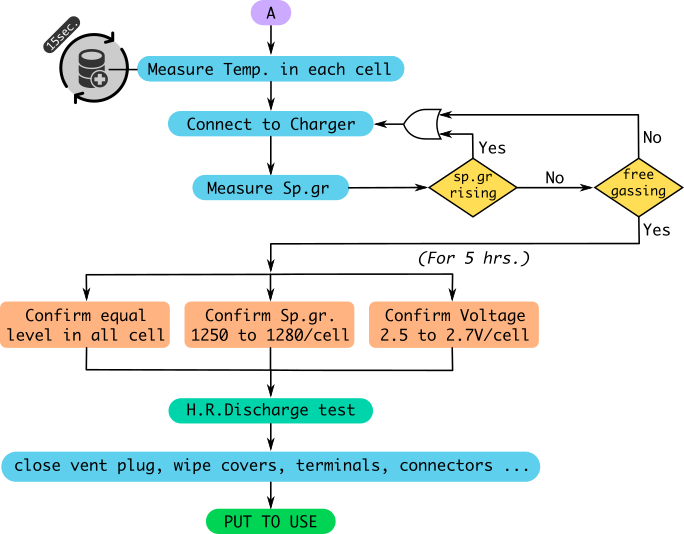 A
15sec.
Measure Temp. in each cell
Connect to Charger
No
Yes
Measure Sp.gr
sp.gr
rising
No
free
gassing
Yes
(For 5 hrs.)
Confirm equal
level in all cell
Confirm Sp.gr.
1250 to 1280/cell
Confirm Voltage
2.5 to 2.7V/cell
H.R.Discharge test
close vent plug, wipe covers, terminals, connectors ...
PUT TO USE